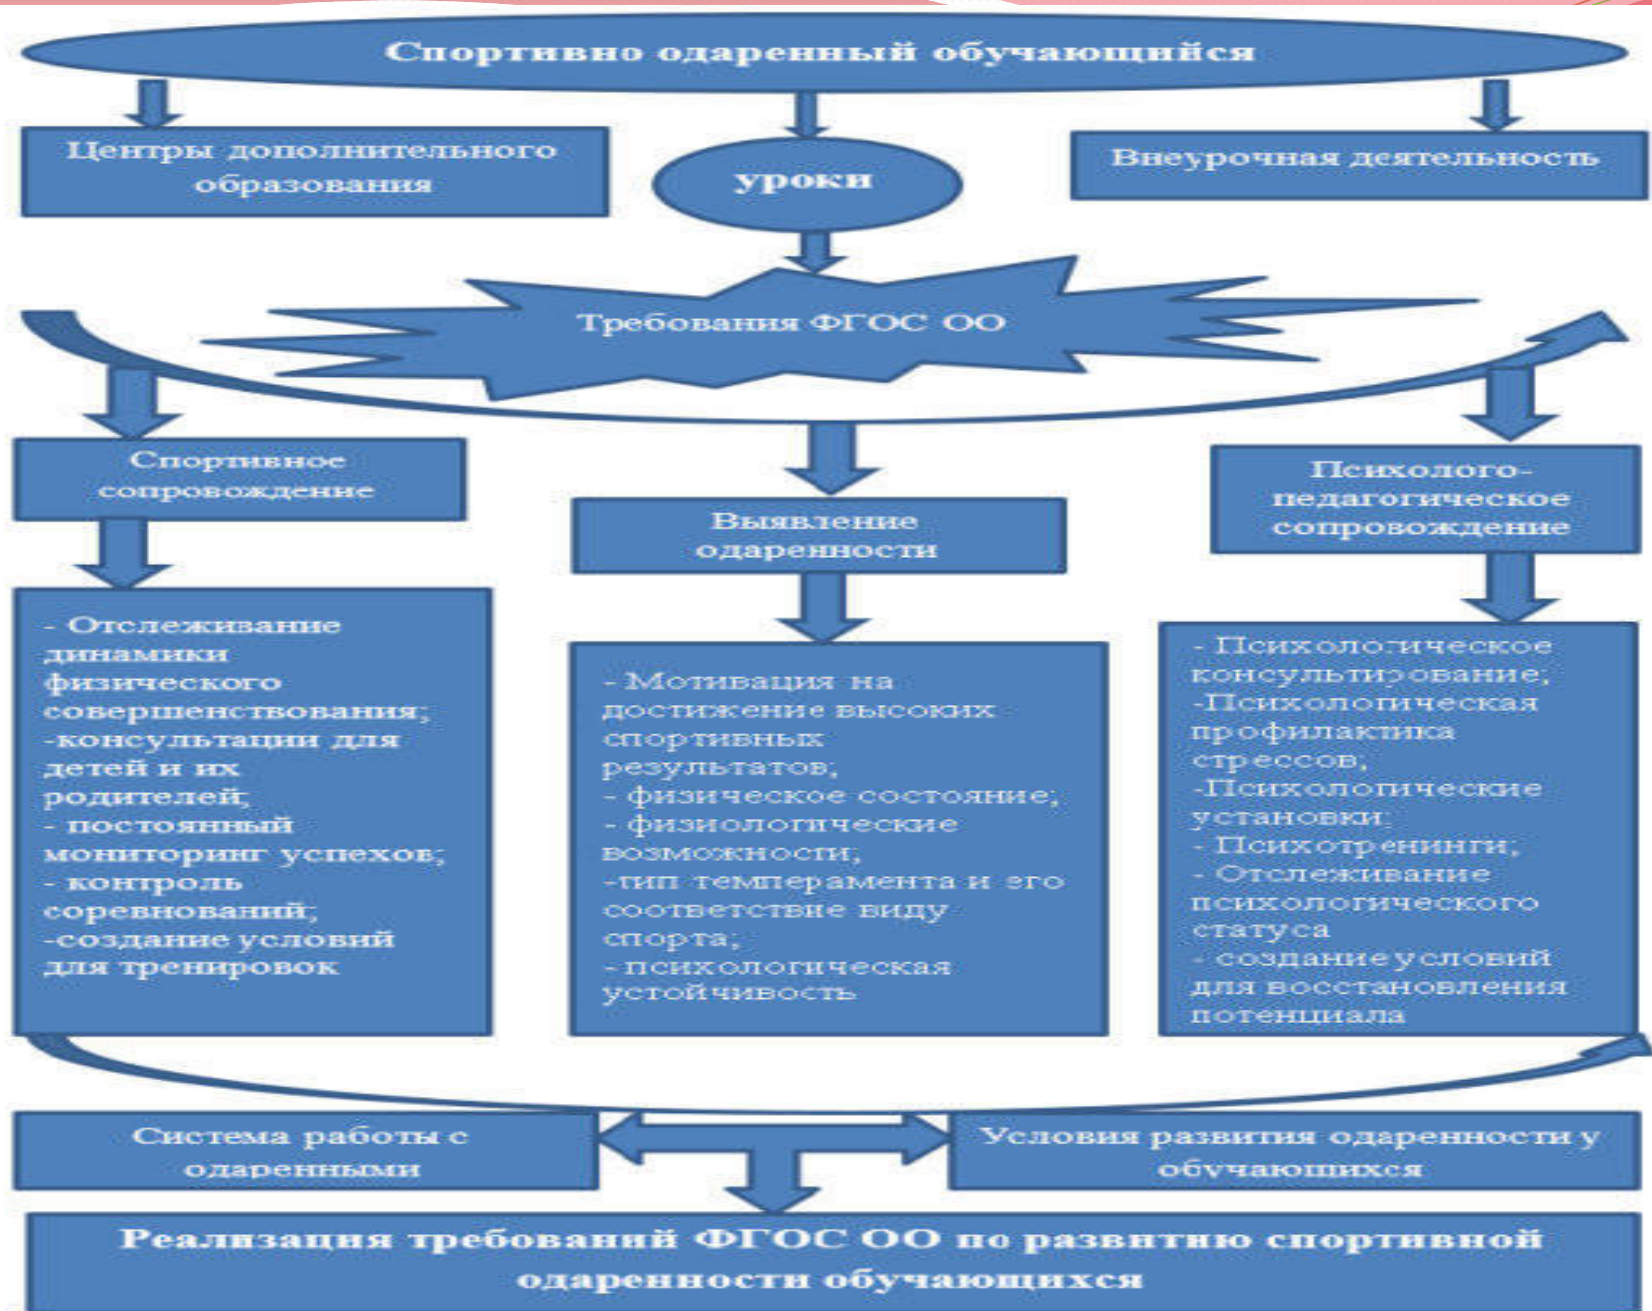 Спортивно одаренный обучающийся
Центры дополнительного
образования
уроки
Внеурочная деятельность
Требования ФГОС ОО
Спортивное
сопровождение
Выявление
одаренности
Психолого-
педагогическое
сопровождение
- Отслеживание
динамики
физического
совершенствования;
-консультации для
детей и их
родителей;
- постоянный
мониторинг успехов;
- контроль
соревнований;
-создание условий
для тренировок
- Мотивация на
достижение высоких
спортивных
результатов;
- физическое состояние;
- физиологические
возможности;
-тип темперамента и его
соответствие виду
спорта;
- психологическая
устойчивость
- Психологическое
консультирование;
-Психологическая
профилактика
стрессов;
-Психологические
установки;
- Психотренинги;
- Отслеживание
психологического
статуса
- создание условий
для восстановления
потенциала
Система работы с
одаренными
Условия развития одаренности у
обучающихся
Реализация требований ФГОС ОО по развитию спортивной
одаренности обучающихся